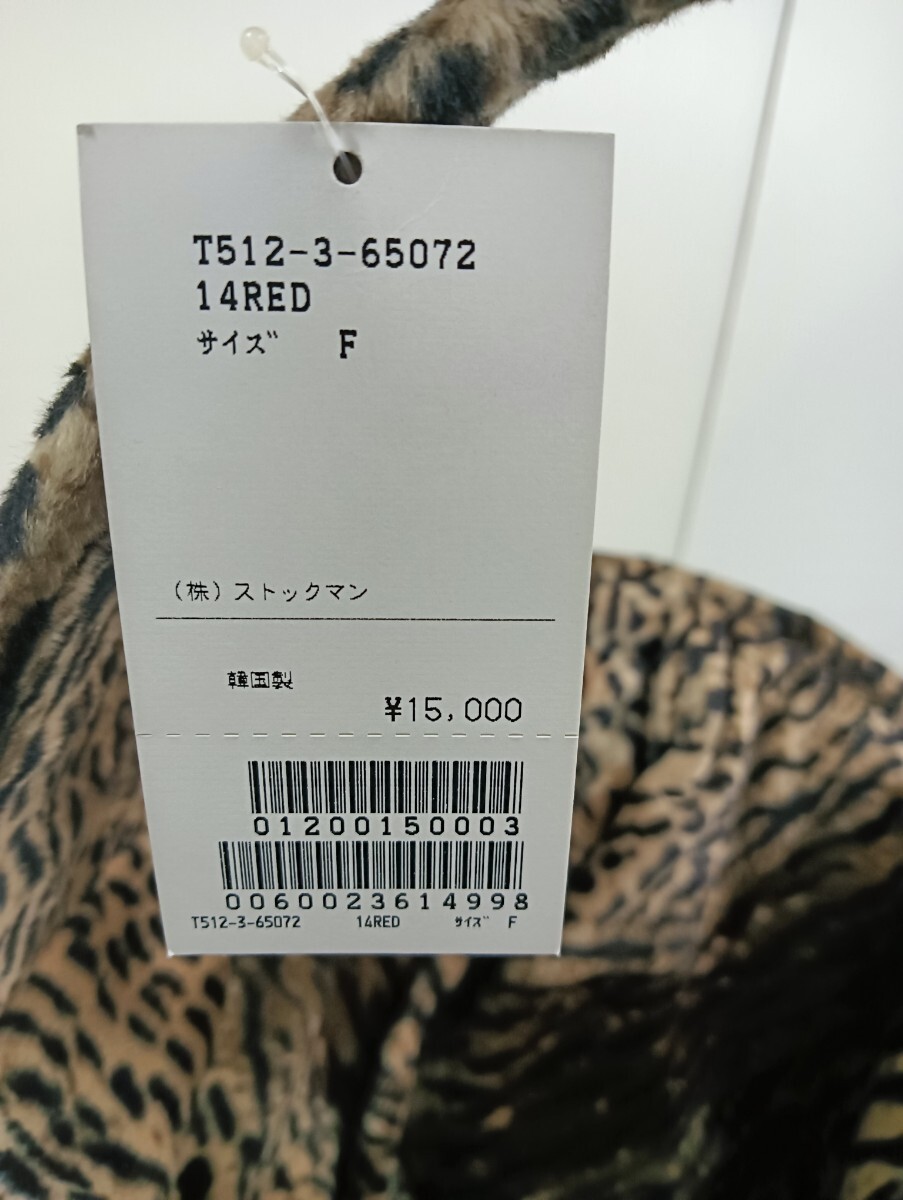 T512-3-65072
14RED
サイズ F
(株)ストックマン
韓国製
¥15,000
01200150003
0060023614998
T512-3-65072 14RED サイズ F